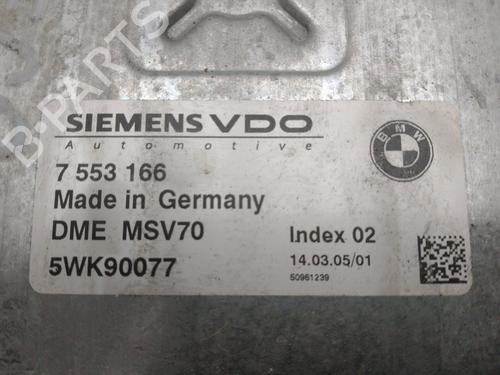 B-PARTS
SIEMENS VDO
Automotive
BMW
7 553 166
Made in Germany
DME MSV70
Index 02
5WK90077
14.03.05/01
50961239